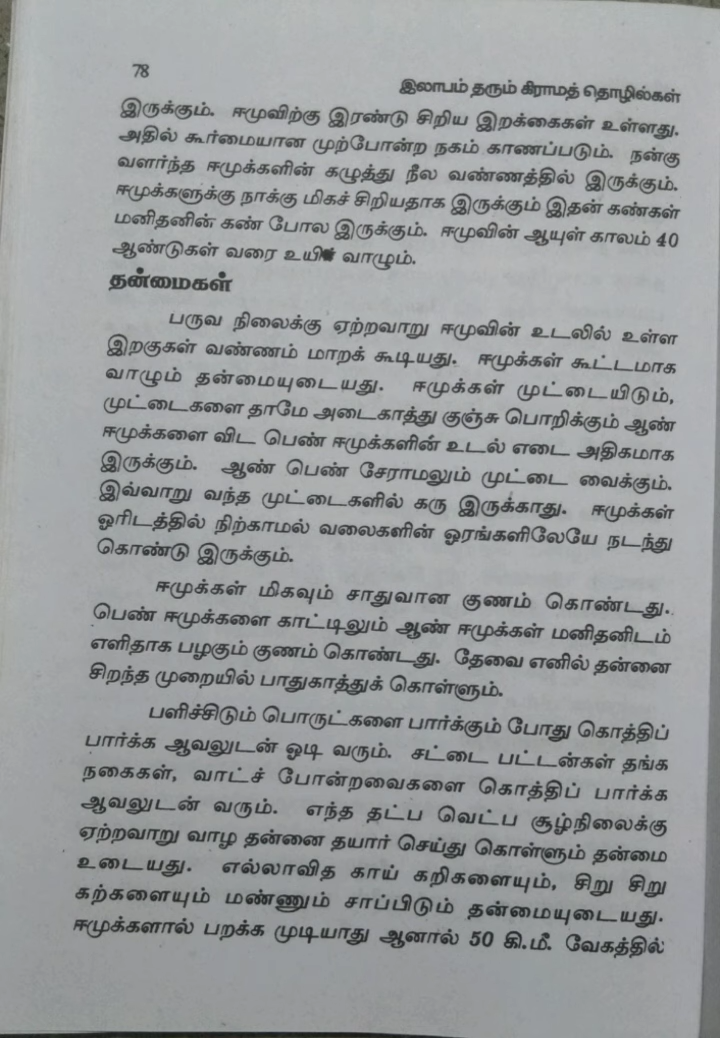 78
இலாபம் தரும் கிராமத் தொழில்கள்
இருக்கும். ஈமுவிற்கு இரண்டு சிறிய இறக்கைகள் உள்ளது.
அதில் கூர்மையான முற்போன்ற நகம் காணப்படும். நன்கு
வளர்ந்த ஈமுக்களின் கழுத்து நீல வண்ணத்தில் இருக்கும்.
ஈமுக்களுக்கு நாக்கு மிகச் சிறியதாக இருக்கும் இதன் கண்கள்
மனிதனின் கண் போல இருக்கும். ஈமுவின் ஆயுள் காலம் 40
ஆண்டுகள் வரை வாழும்.
தன்மைகள்
பருவ நிலைக்கு ஏற்றவாறு ஈமுவின் உடலில் உள்ள
இறகுகள் வண்ணம் மாறக் கூடியது. ஈமுக்கள் கூட்டமாக
வாழும் தன்மையுடையது. ஈமுக்கள் முட்டையிடும்,
முட்டைகளை தாமே அடைகாத்து குஞ்சு பொறிக்கும் ஆண்
ஈமுக்களை விட பெண் ஈமுக்களின் உடல் எடை அதிகமாக
இருக்கும். ஆண் பெண் சேராமலும் முட்டை வைக்கும்.
இவ்வாறு வந்த முட்டைகளில் கரு இருக்காது. ஈமுக்கள்
ஓரிடத்தில் நிற்காமல் வலைகளின் ஓரங்களிலேயே நடந்து
கொண்டு இருக்கும்.
ஈமுக்கள் மிகவும் சாதுவான குணம் கொண்டது.
பெண் ஈமுக்களை காட்டிலும் ஆண் ஈமுக்கள் மனிதனிடம்
எளிதாக பழகும் குணம் கொண்டது. தேவை எனில் தன்னை
சிறந்த முறையில் பாதுகாத்துக் கொள்ளும்.
பளிச்சிடும் பொருட்களை பார்க்கும் போது கொத்திப்
பார்க்க ஆவலுடன் ஓடி வரும். சட்டை பட்டன்கள் தங்க
நகைகள், வாட்ச் போன்றவைகளை கொத்திப் பார்க்க
ஆவலுடன் வரும். எந்த தட்ப வெட்ப சூழ்நிலைக்கு
ஏற்றவாறு வாழ தன்னை தயார் செய்து கொள்ளும் தன்மை
உடையது. எல்லாவித காய் கறிகளையும், சிறு சிறு
கற்களையும் மண்ணும் சாப்பிடும் தன்மையுடையது.
ஈமுக்களால் பறக்க முடியாது ஆனால் 50 கி.மீ. வேகத்தில்